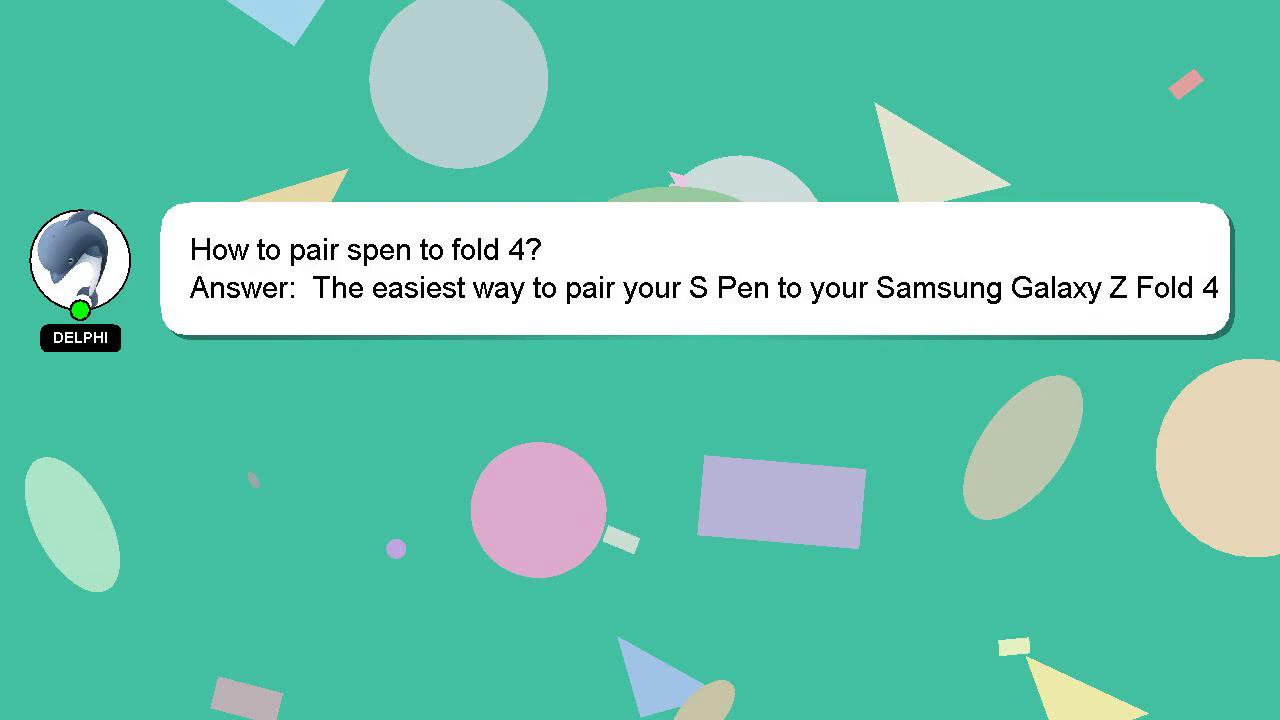 How to pair spen to fold 4?
Answer:  The easiest way to pair your S Pen to your Samsung Galaxy Z Fold 4
DELPHI